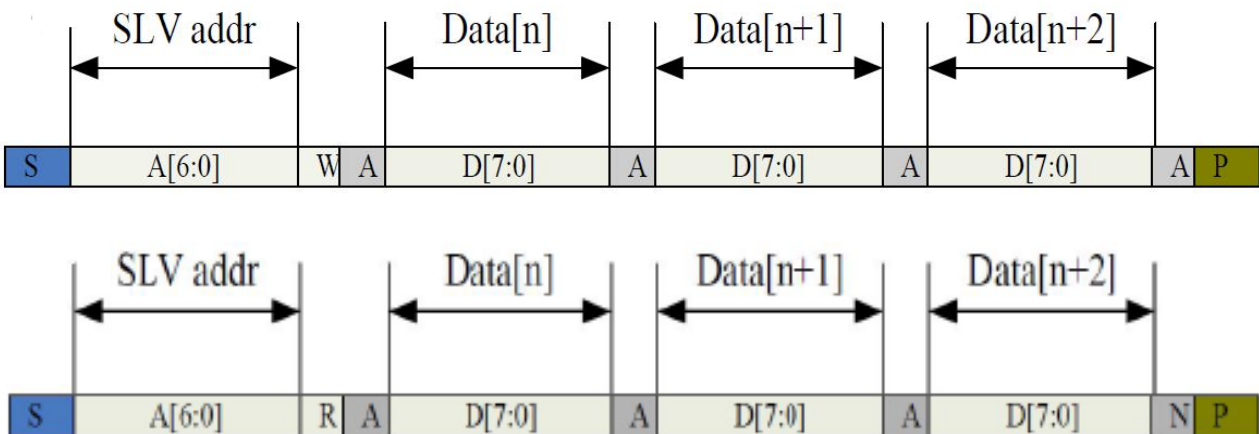 SLV addr Data[n] Data[n+1] Data[n+2]
S A[6:0] W A D[7:0] A D[7:0] A D[7:0] A P
SLV addr Data[n] Data[n+1] Data[n+2]
S A[6:0] R A D[7:0] A D[7:0] A D[7:0] N P